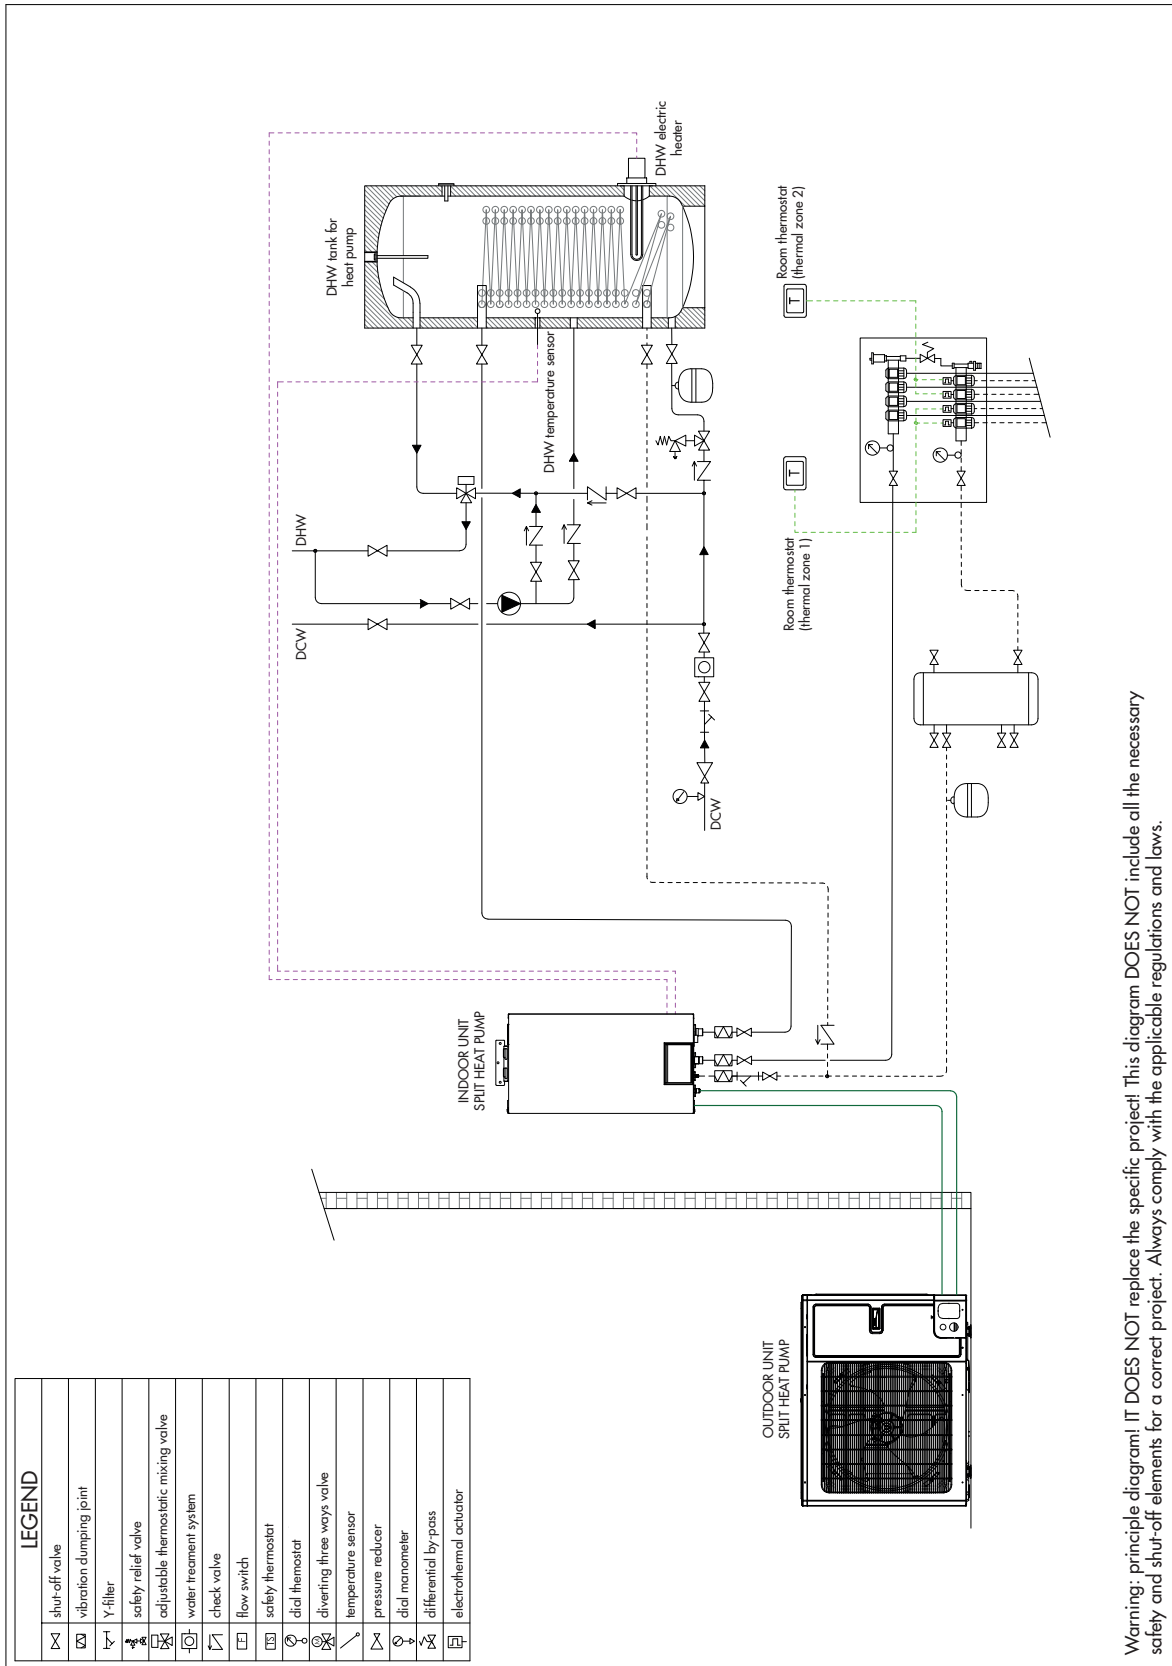 DHW tank for
heat pump
DHW electric
heater
DHW temperature sensor
DHW
DCW
DCW
Room thermostat
(thermal zone 2)
T
Room thermostat
(thermal zone 1)
T
INDOOR UNIT
SPLIT HEAT PUMP
OUTDOOR UNIT
SPLIT HEAT PUMP
LEGEND
shut-off valve
vibration dumping joint
Y-filter
safety relief valve
adjustable thermostatic mixing valve
water treament system
check valve
F flow switch
TS safety thermostat
dial themostat
M diverting three ways valve
temperature sensor
pressure reducer
dial manometer
differential by-pass
electrothermal actuator
Warning: principle diagram! IT DOES NOT replace the specific project! This diagram DOES NOT include all the necessary
safety and shut-off elements for a correct project. Always comply with the applicable regulations and laws.